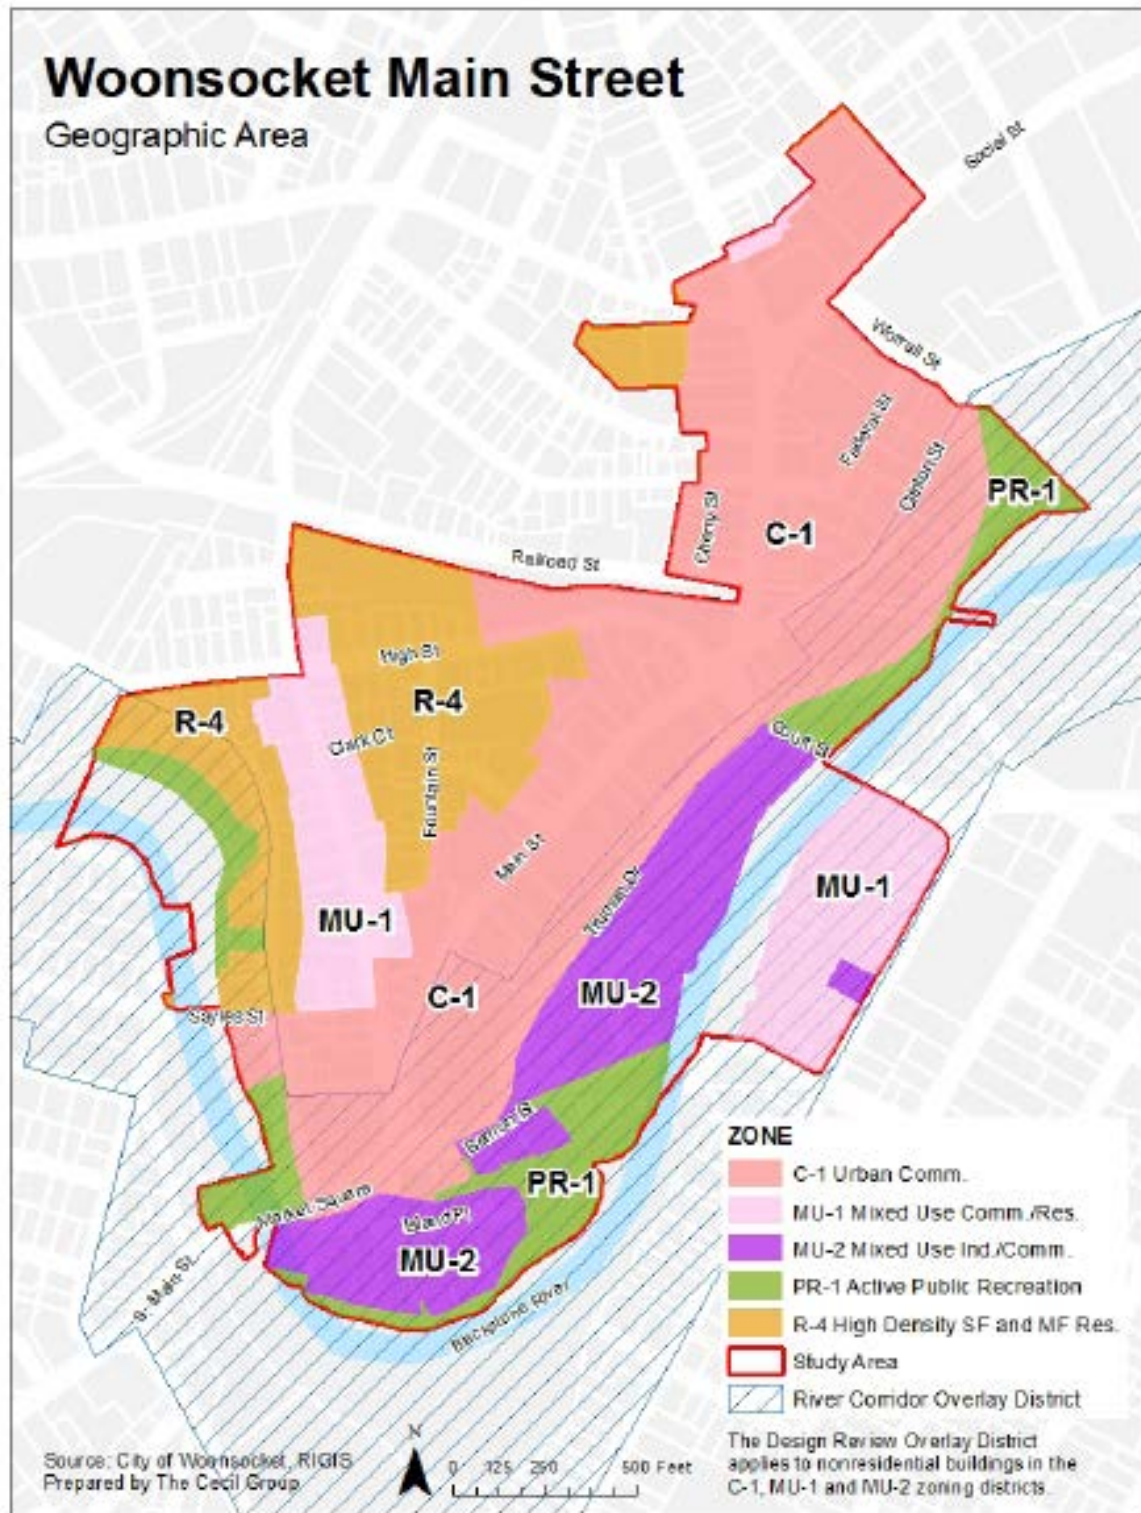 Woonsocket Main Street
Geographic Area
Social St
Worrall St
Federal St
Clinton St
PR-1
Cherry St
C-1
Railroad St
High St
R-4
R-4
Clark Ct
Fountain St
Court St
Main St
Truman Dr
MU-1
MU-1
C-1
MU-2
Sayles St
PR-1
Market Square
Island Pl
MU-2
S. Main St
Blackstone River
ZONE
C-1 Urban Comm.
MU-1 Mixed Use Comm./Res.
MU-2 Mixed Use Ind./Comm.
PR-1 Active Public Recreation
R-4 High Density SF and MF Res.
Study Area
River Corridor Overlay District
The Design Review Overlay District
applies to nonresidential buildings in the
C-1, MU-1 and MU-2 zoning districts.
Source: City of Woonsocket, RIGIS
Prepared by The Cecil Group
N
0 125 250 500 Feet